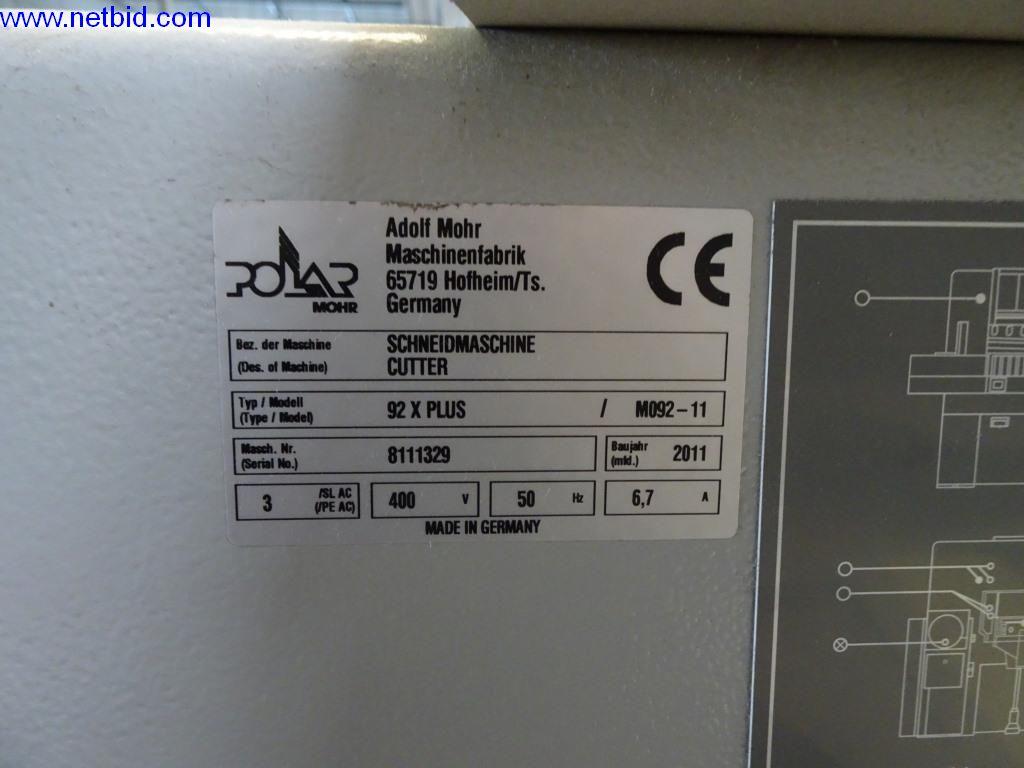 www.netbid.com
POLAR
MOHR
Adolf Mohr
Maschinenfabrik
65719 Hofheim/Ts.
Germany
CE
Bez. der Maschine
(Des. of Machine)
SCHNEIDMASCHINE
CUTTER
Typ / Modell
(Type / Model)
92 X PLUS / M092-11
Masch. Nr.
(Serial No.)
8111329
Baujahr
(mld.)
2011
3 /SL AC
(/PE AC)
400 V
50 Hz
6,7 A
MADE IN GERMANY